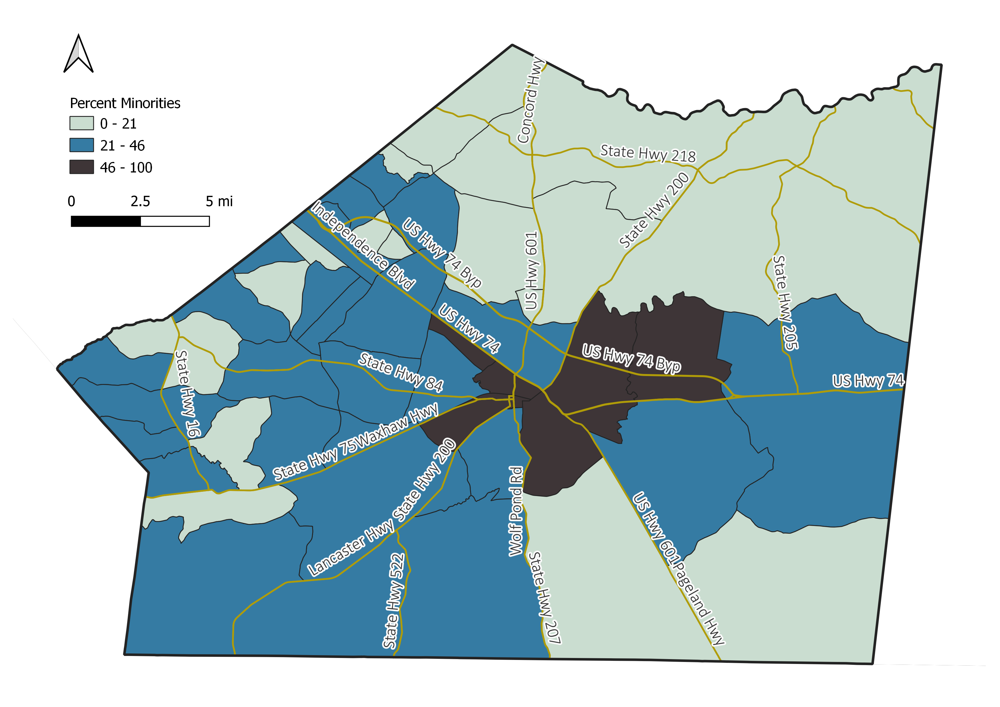 Percent Minorities
0 - 21
21 - 46
46 - 100
0 2.5 5 mi
Concord Hwy
State Hwy 218
State Hwy 200
Independence Blvd
US Hwy 74 Byp
US Hwy 601
State Hwy 205
US Hwy 74
US Hwy 74 Byp
State Hwy 84
US Hwy 74
State Hwy 16
State Hwy 75Waxhaw Hwy
State Hwy 200
Lancaster Hwy
Wolf Pond Rd
US Hwy 601Pageland Hwy
State Hwy 522
State Hwy 207